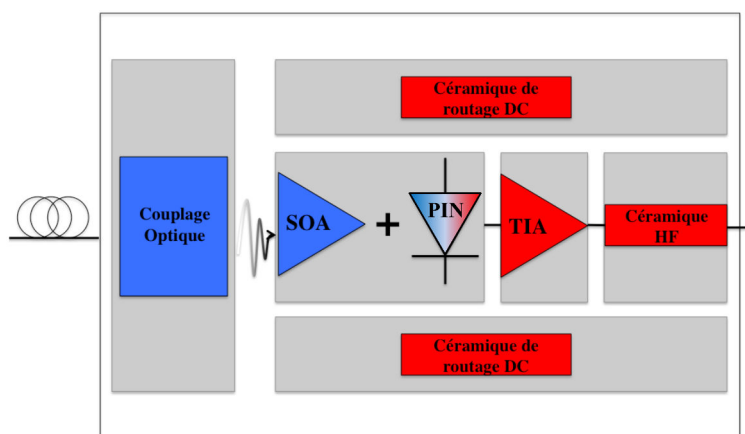 Céramique de
routage DC
Couplage
Optique
SOA
+
PIN
TIA
Céramique
HF
Céramique de
routage DC